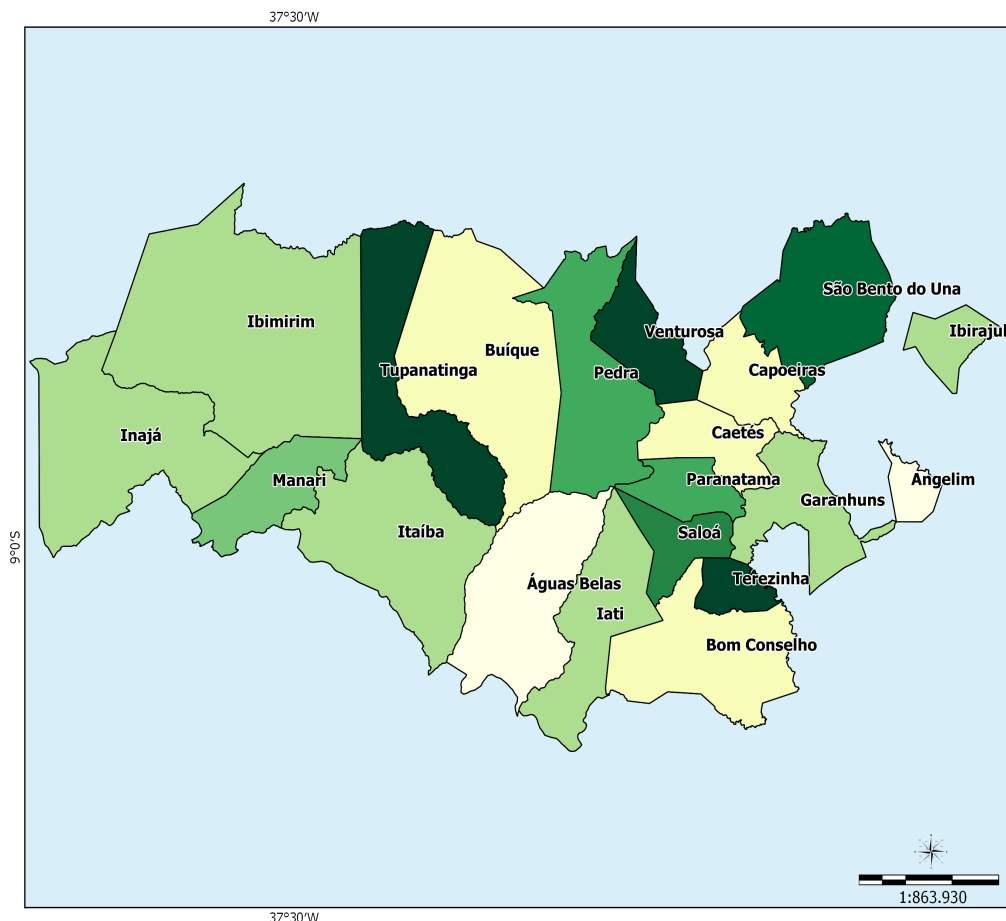 37°30'W
São Bento do Una
Ibimirim
Venturosa
Ibirajul
Buíque
Tupanatinga
Pedra
Capoeiras
Inajá
Caetés
Manari
Paranatama
Angelim
Garanhuns
Itaíba
Saloá
9°0'S
Águas Belas
Terezinha
Iati
Bom Conselho
1:863.930
37°30'W